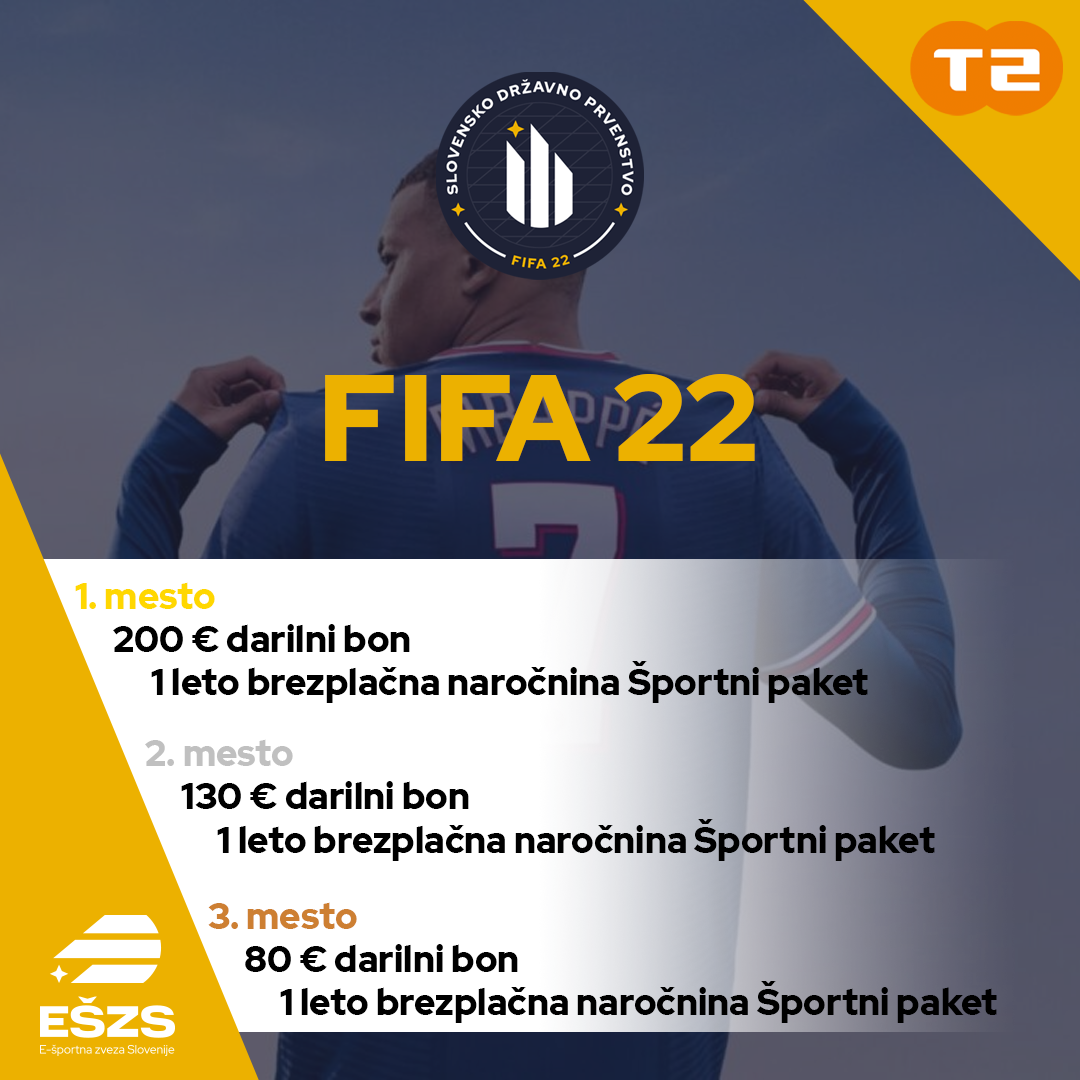 T2
SLOVENSKO DRŽAVNO PRVENSTVO
FIFA 22
MBAPPÉ
FIFA 22
7
1. mesto
200 € darilni bon
1 leto brezplačna naročnina Športni paket
2. mesto
130 € darilni bon
1 leto brezplačna naročnina Športni paket
3. mesto
80 € darilni bon
1 leto brezplačna naročnina Športni paket
EŠZS
E-športna zveza Slovenije